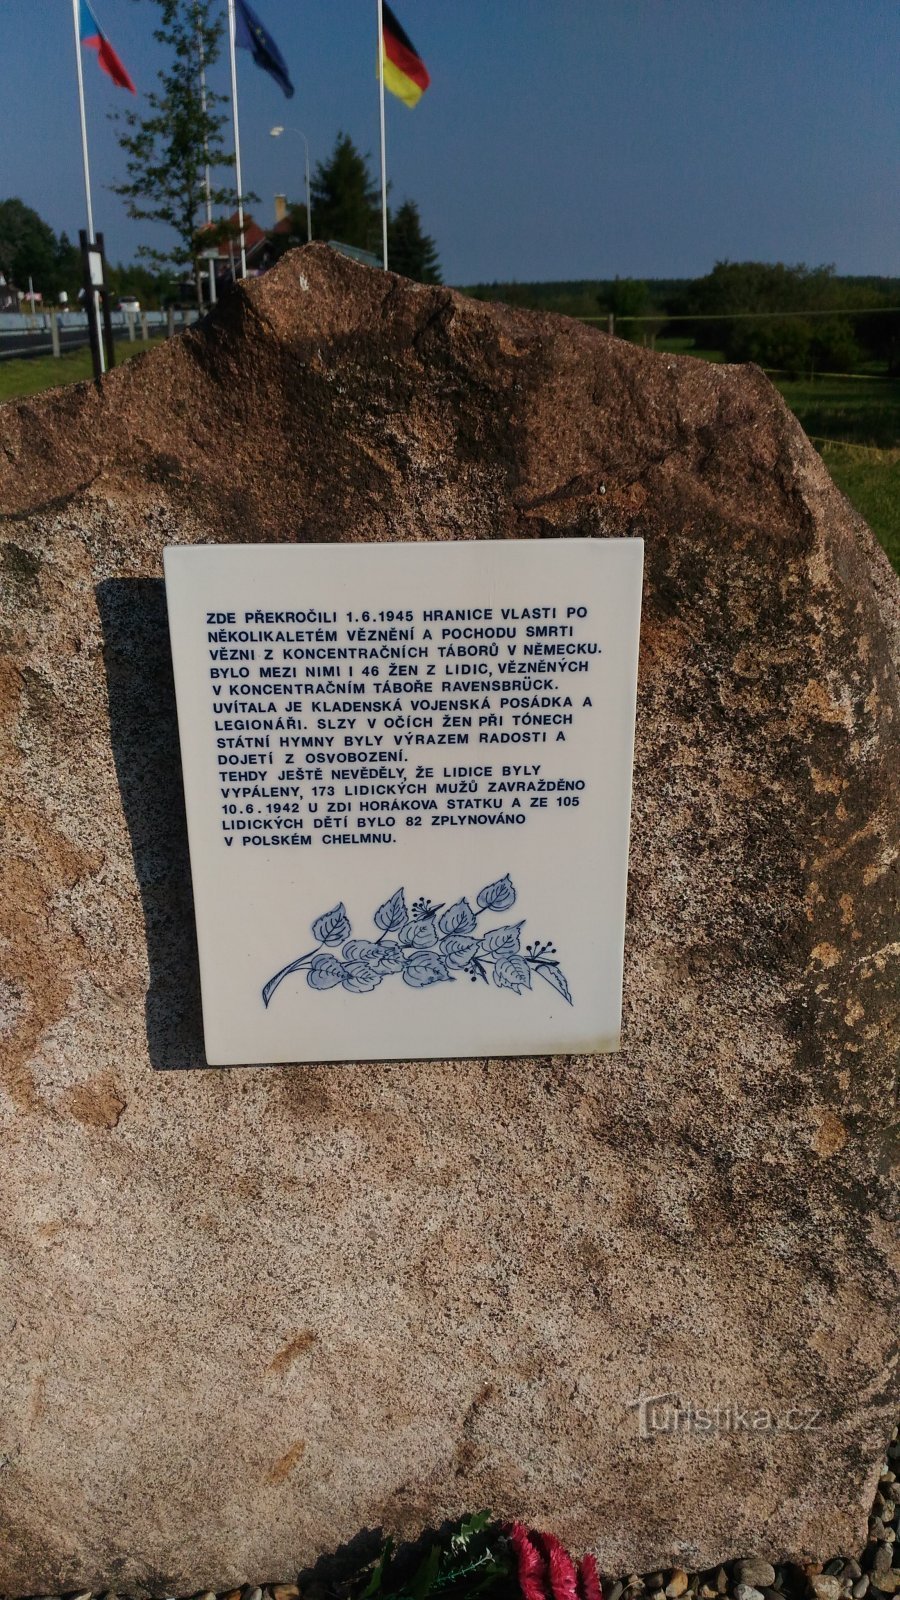 ZDE PŘEKROČILI 1.6.1945 HRANICE VLASTI PO
NĚKOLIKALETÉM VĚZNĚNÍ A POCHODU SMRTI
VĚZNI Z KONCENTRAČNÍCH TÁBORŮ V NĚMECKU.
BYLO MEZI NIMI I 46 ŽEN Z LIDIC, VĚZNĚNÝCH
V KONCENTRAČNÍM TÁBOŘE RAVENSBRÜCK.
UVÍTALA JE KLADENSKÁ VOJENSKÁ POSÁDKA A
LEGIONÁŘI. SLZY V OČÍCH ŽEN PŘI TÓNECH
STÁTNÍ HYMNY BYLY VÝRAZEM RADOSTI A
DOJETÍ Z OSVOBOZENÍ.
TEHDY JEŠTĚ NEVĚDĚLY, ŽE LIDICE BYLY
VYPÁLENY, 173 LIDICKÝCH MUŽŮ ZAVRAŽDĚNO
10.6.1942 U ZDI HORÁKOVA STATKU A ZE 105
LIDICKÝCH DĚTÍ BYLO 82 ZPLYNOVÁNO
V POLSKÉM CHELMNU.
Turistika.cz